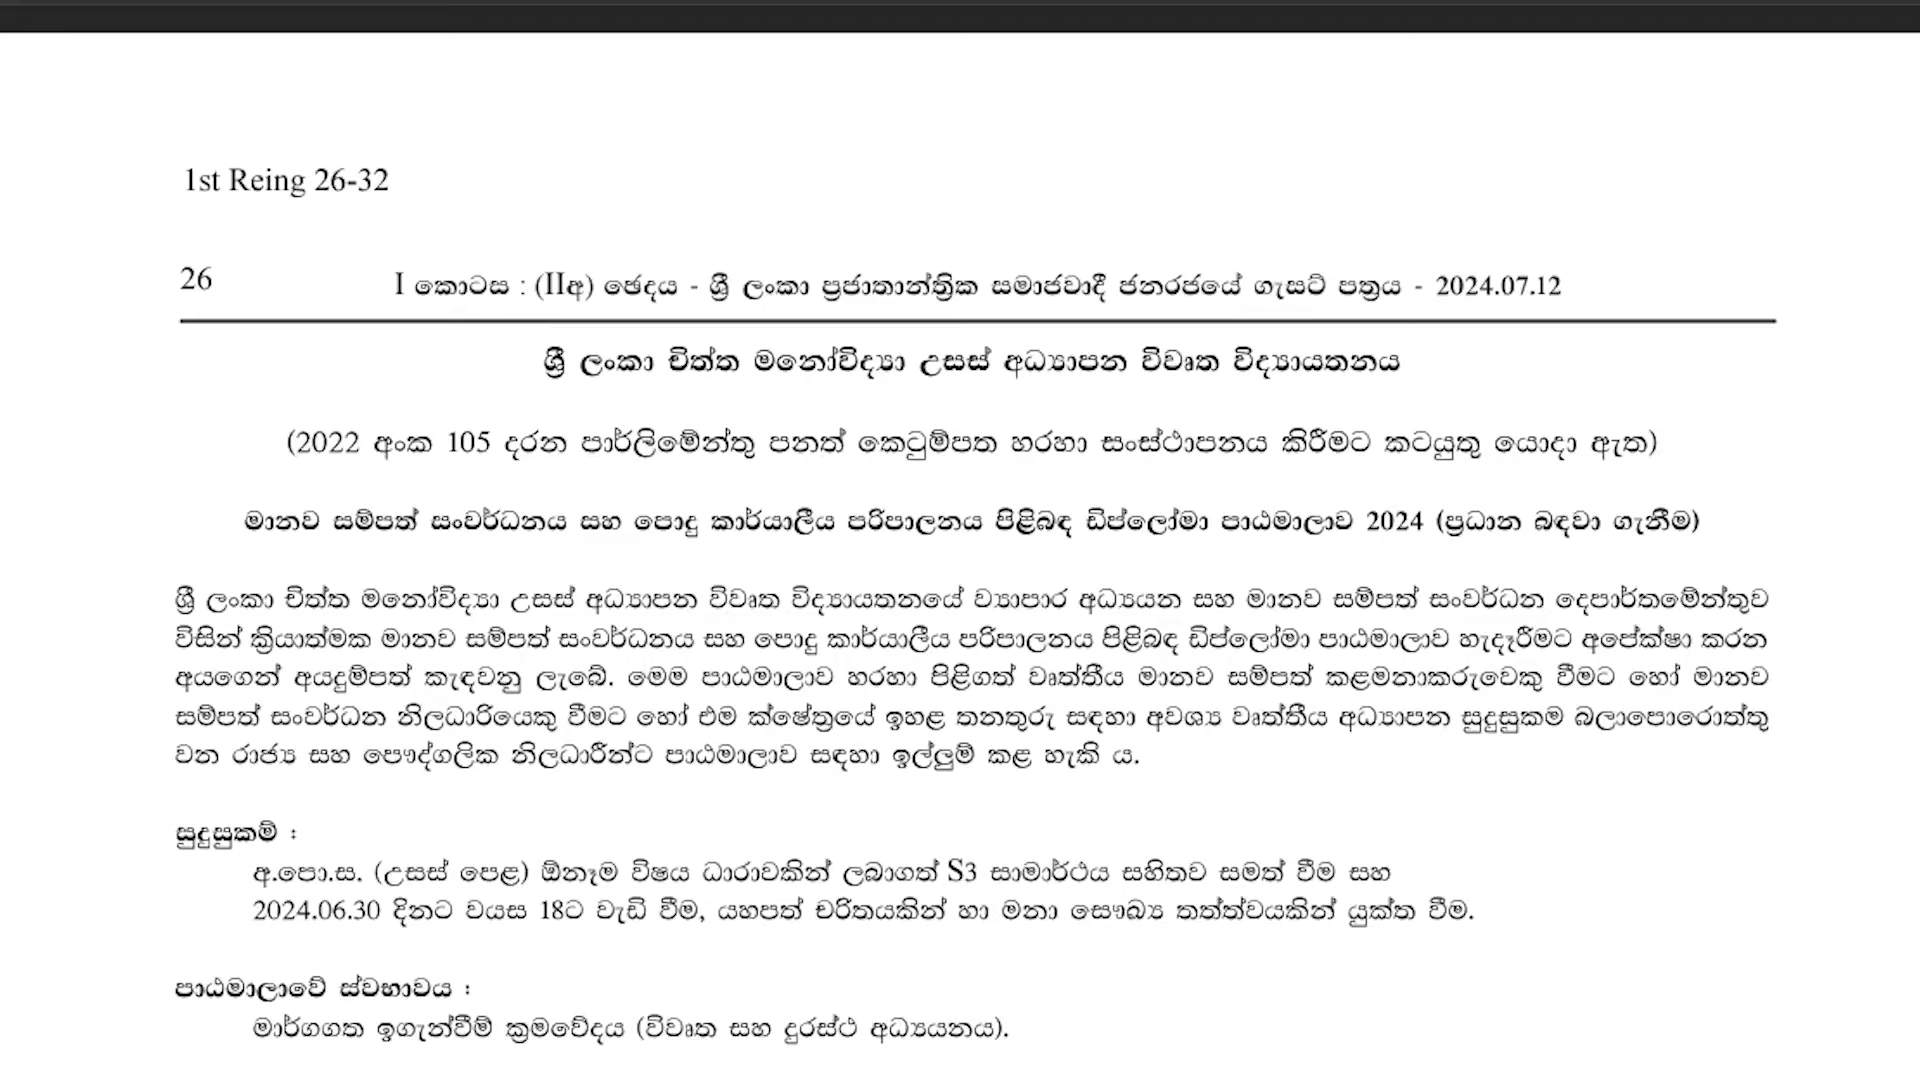 1st Reing 26-32
26 I කොටස : (IIඅ) ඡෙදය - ශ්‍රී ලංකා ප්‍රජාතාන්ත්‍රික සමාජවාදී ජනරජයේ ගැසට් පත්‍රය - 2024.07.12
ශ්‍රී ලංකා චිත්ත මනෝවිද්‍යා උසස් අධ්‍යාපන විවෘත විද්‍යායතනය
(2022 අංක 105 දරන පාර්ලිමේන්තු පනත් කෙටුම්පත හරහා සංස්ථාපනය කිරීමට කටයුතු යොදා ඇත)
මානව සම්පත් සංවර්ධනය සහ පොදු කාර්යාලීය පරිපාලනය පිළිබඳ ඩිප්ලෝමා පාඨමාලාව 2024 (ප්‍රධාන බඳවා ගැනීම)
ශ්‍රී ලංකා චිත්ත මනෝවිද්‍යා උසස් අධ්‍යාපන විවෘත විද්‍යායතනයේ ව්‍යාපාර අධ්‍යයන සහ මානව සම්පත් සංවර්ධන දෙපාර්තමේන්තුව
විසින් ක්‍රියාත්මක මානව සම්පත් සංවර්ධනය සහ පොදු කාර්යාලීය පරිපාලනය පිළිබඳ ඩිප්ලෝමා පාඨමාලාව හැදෑරීමට අපේක්ෂා කරන
අයගෙන් අයදුම්පත් කැඳවනු ලැබේ. මෙම පාඨමාලාව හරහා පිළිගත් වෘත්තීය මානව සම්පත් කළමනාකරුවෙකු වීමට හෝ මානව
සම්පත් සංවර්ධන නිලධාරියෙකු වීමට හෝ එම ක්ෂේත්‍රයේ ඉහළ තනතුරු සඳහා අවශ්‍ය වෘත්තීය අධ්‍යාපන සුදුසුකම බලාපොරොත්තු
වන රාජ්‍ය සහ පෞද්ගලික නිලධාරීන්ට පාඨමාලාව සඳහා ඉල්ලුම් කළ හැකි ය.
සුදුසුකම් :
අ.පො.ස. (උසස් පෙළ) ඕනෑම විෂය ධාරාවකින් ලබාගත් S3 සාමාර්ථය සහිතව සමත් වීම සහ
2024.06.30 දිනට වයස 18ට වැඩි වීම, යහපත් චරිතයකින් හා මනා සෞඛ්‍ය තත්ත්වයකින් යුක්ත වීම.
පාඨමාලාවේ ස්වභාවය :
මාර්ගගත ඉගැන්වීම් ක්‍රමවේදය (විවෘත සහ දුරස්ථ අධ්‍යයනය).